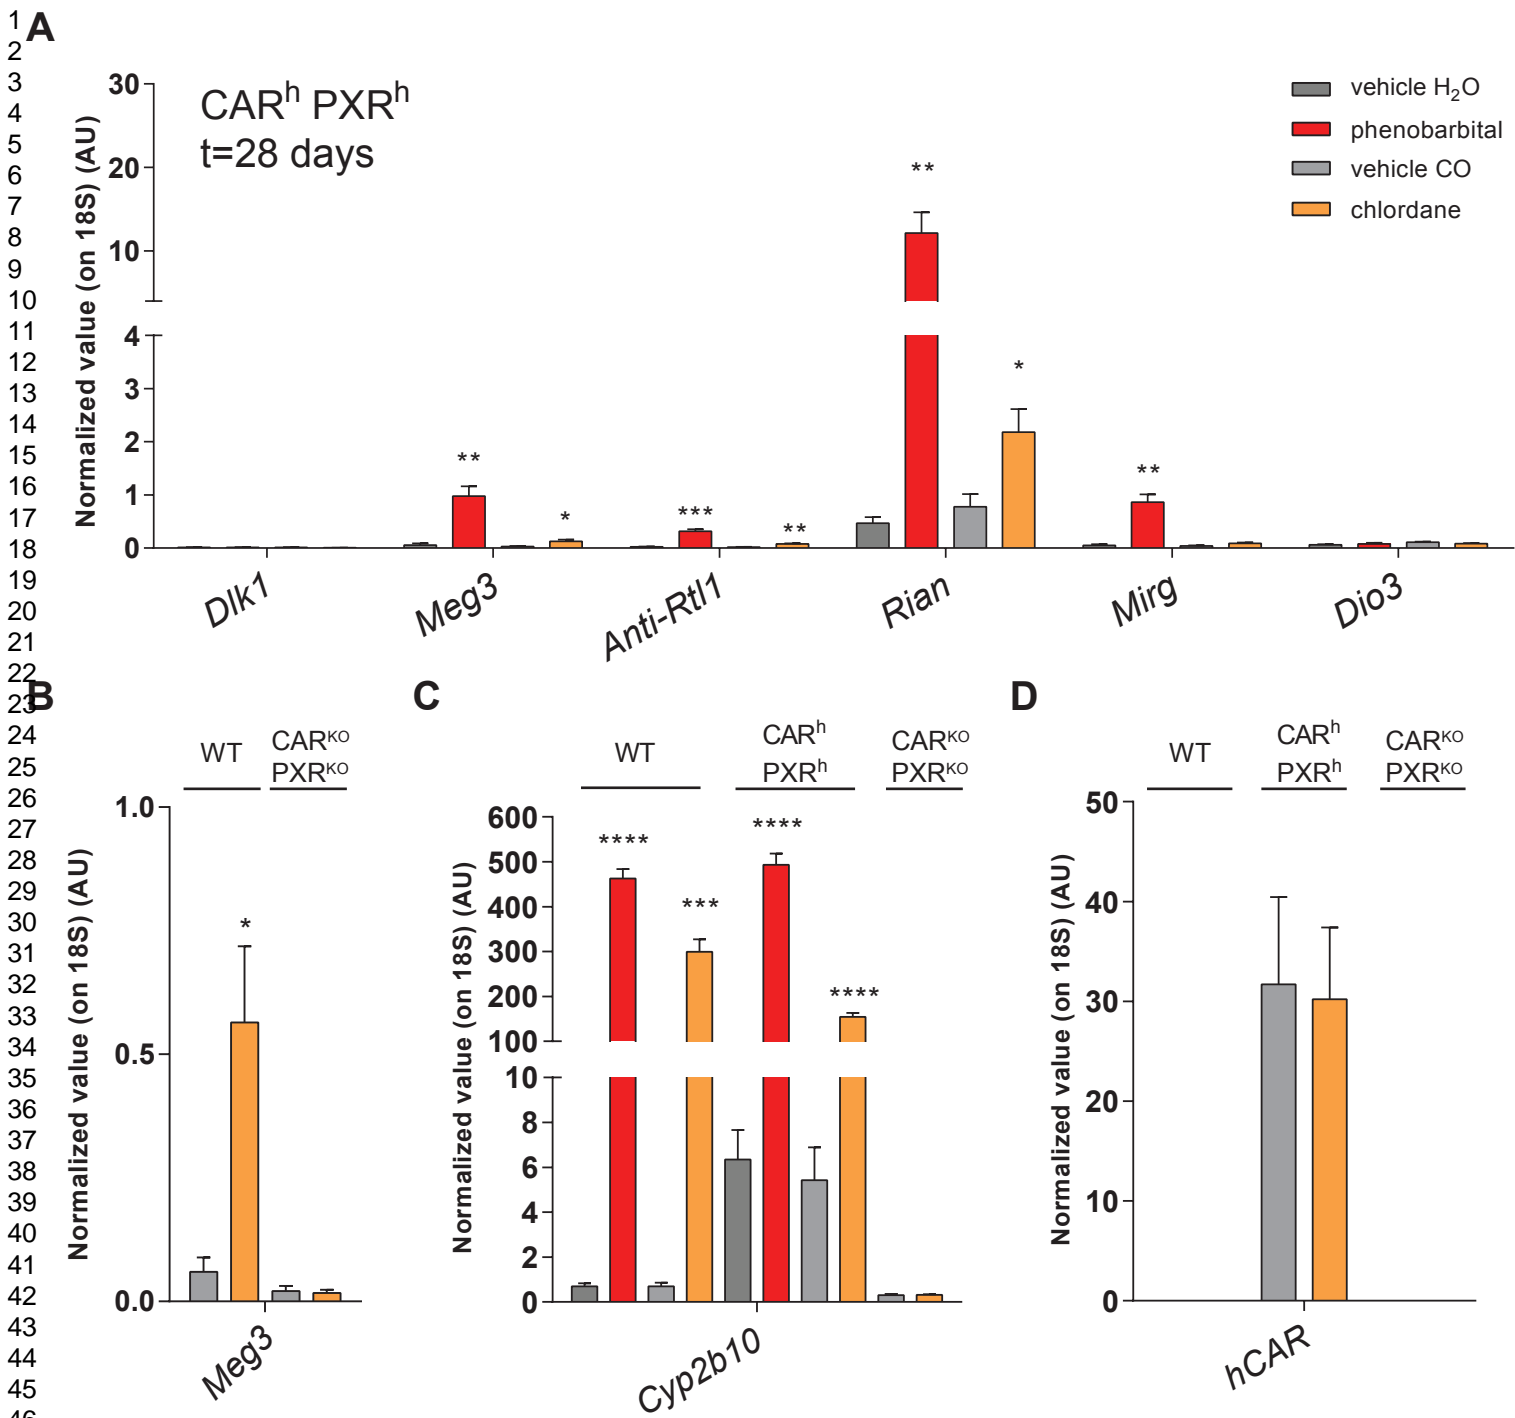 1
2
3
4
5
6
7
8
9
10
11
12
13
14
15
16
17
18
19
20
21
22
23
24
25
26
27
28
29
30
31
32
33
34
35
36
37
38
39
40
41
42
43
44
45
46
A
CARʰ PXRʰ
t=28 days
vehicle H₂O
phenobarbital
vehicle CO
chlordane
Normalized value (on 18S) (AU)
30
20
10
4
3
2
1
0
**
*
***
**
**
*
**
Dlk1
Meg3
Anti-Rtl1
Rian
Mirg
Dio3
B
WT
CARᴷᴼ
PXRᴷᴼ
Normalized value (on 18S) (AU)
1.0
0.5
0.0
*
Meg3
C
WT
CARʰ
PXRʰ
CARᴷᴼ
PXRᴷᴼ
Normalized value (on 18S) (AU)
600
500
400
300
200
100
10
8
6
4
2
0
****
***
****
****
Cyp2b10
D
WT
CARʰ
PXRʰ
CARᴷᴼ
PXRᴷᴼ
Normalized value (on 18S) (AU)
50
40
30
20
10
0
hCAR